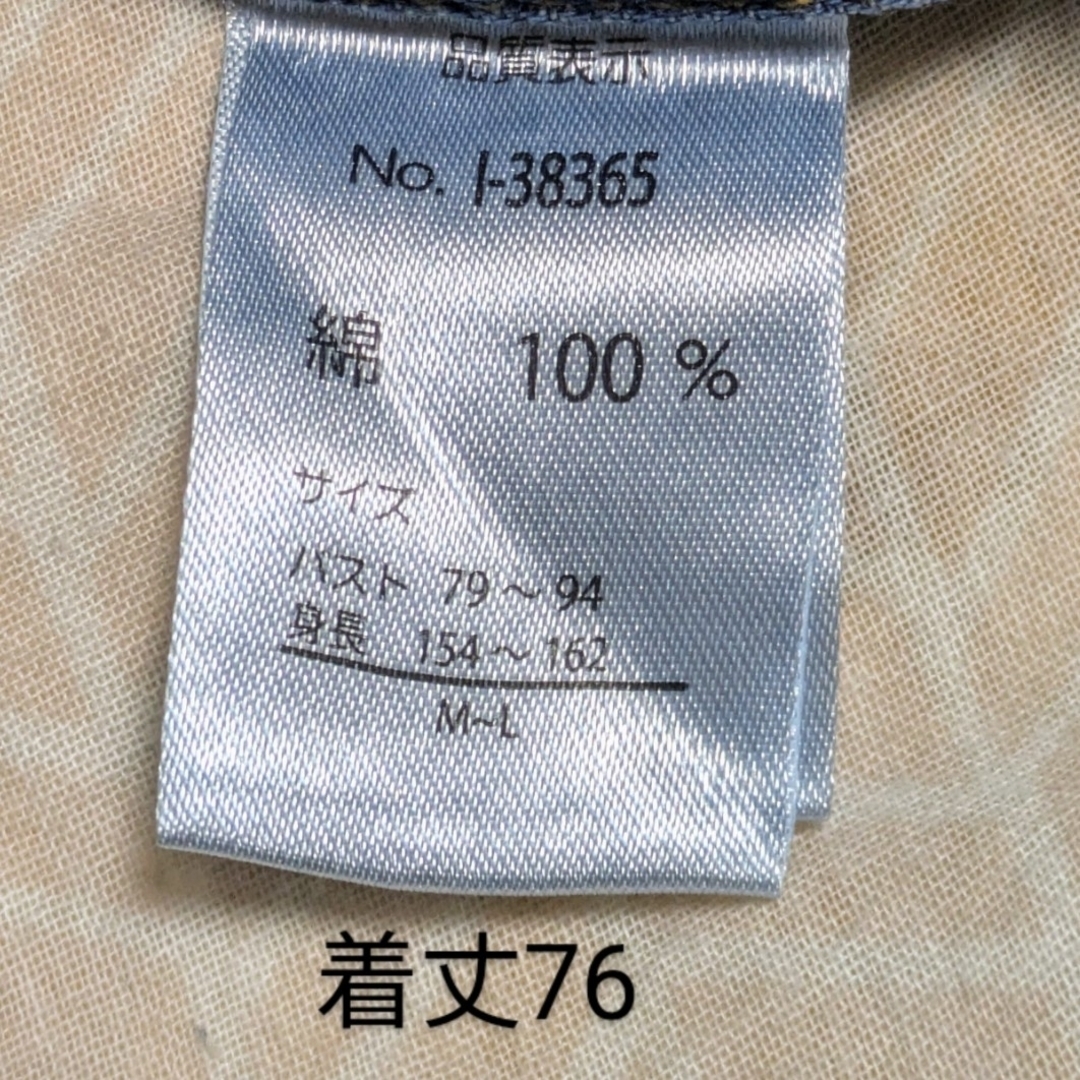 品質表示
No. I-38365
綿 100 %
サイズ
バスト 79～94
身長 154～162
M~L
着丈76